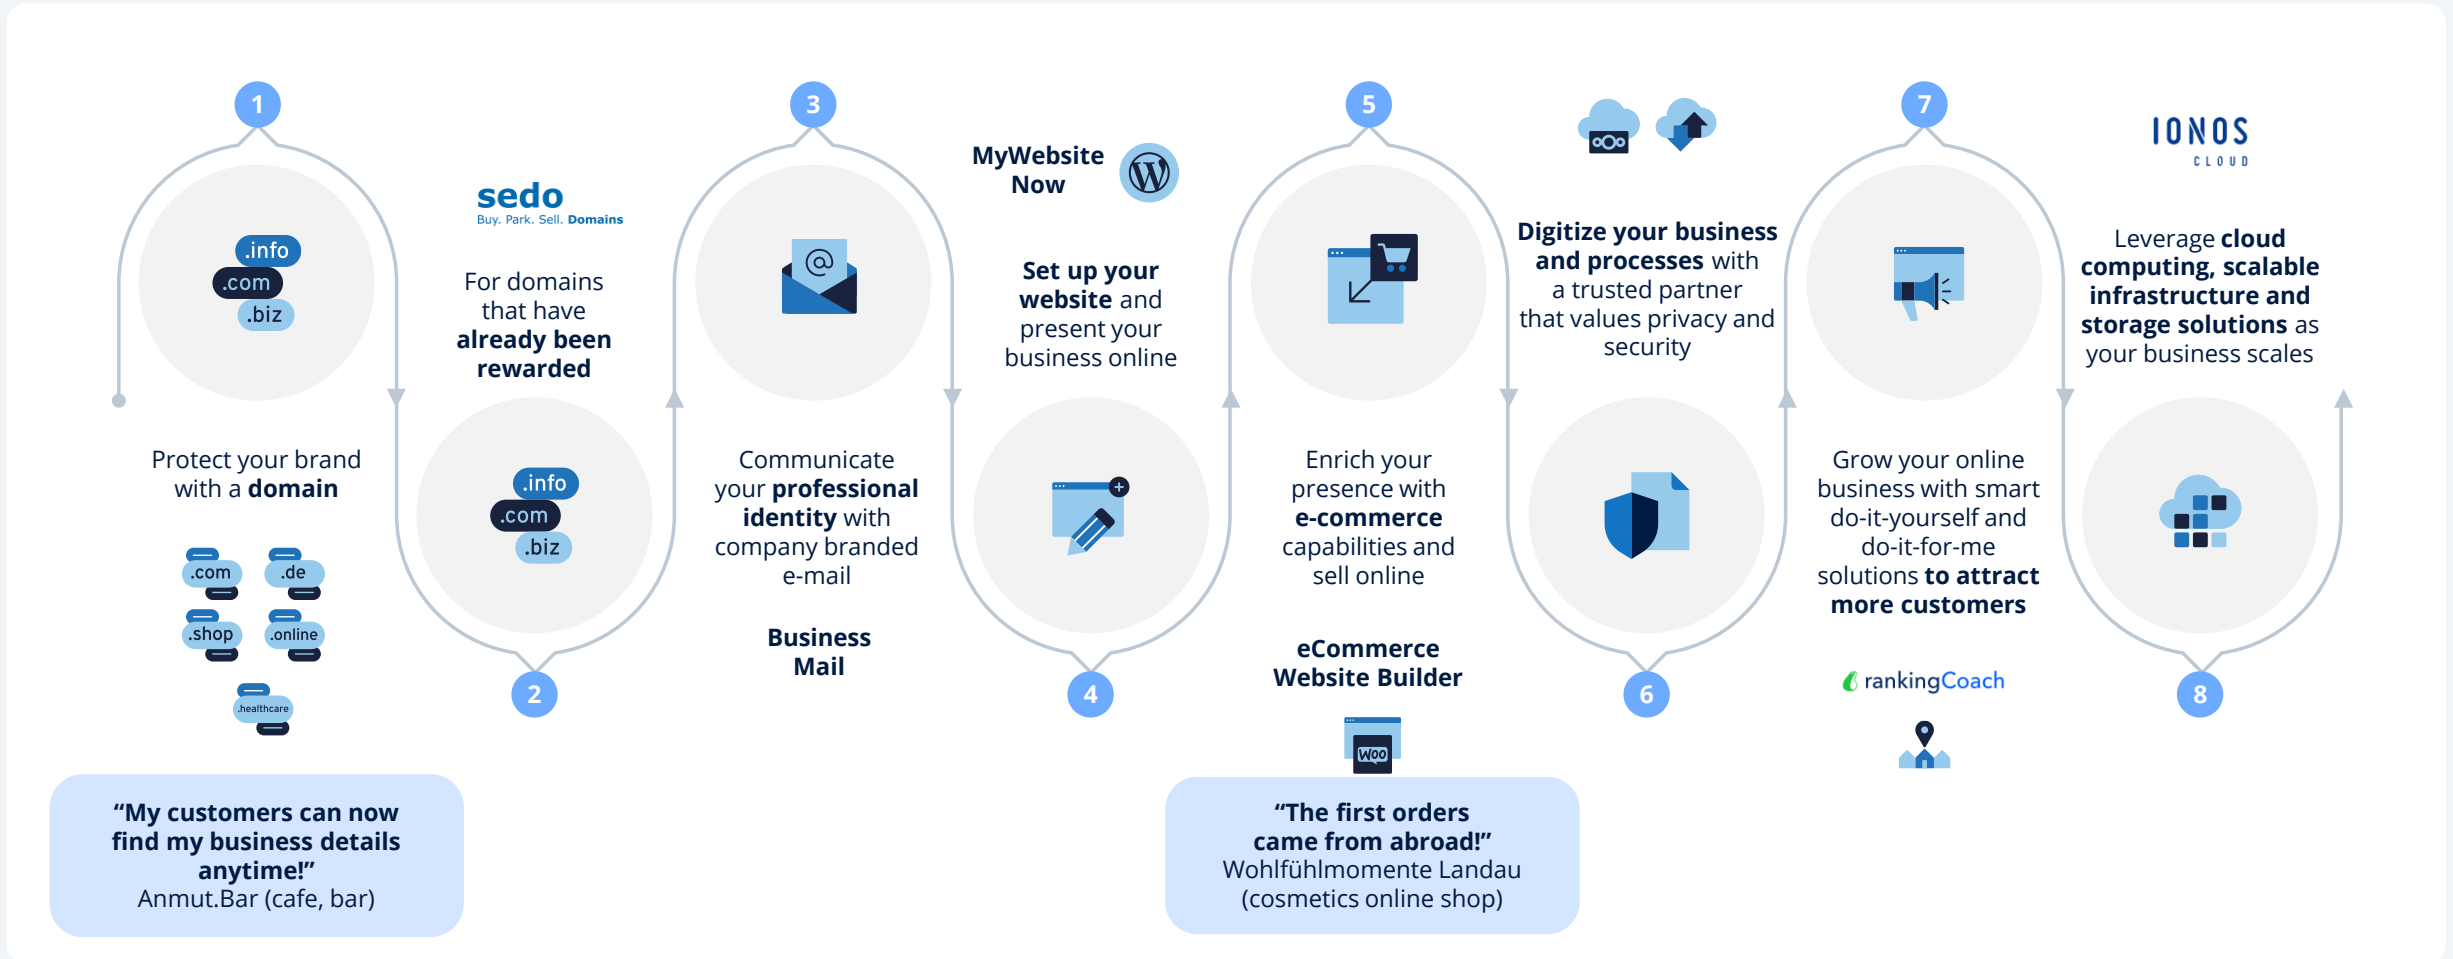 1
.info
.com
.biz
Protect your brand
with a domain
.com
.de
.shop
.online
.healthcare
“My customers can now
find my business details
anytime!”
Anmut.Bar (cafe, bar)
sedo
Buy. Park. Sell. Domains
For domains
that have
already been
rewarded
.info
.com
.biz
2
3
@
Communicate
your professional
identity with
company branded
e-mail
Business
Mail
MyWebsite
Now
W
Set up your
website and
present your
business online
4
5
Enrich your
presence with
e-commerce
capabilities and
sell online
eCommerce
Website Builder
Woo
“The first orders
came from abroad!”
Wohlfühlmomente Landau
(cosmetics online shop)
Digitize your business
and processes with
a trusted partner
that values privacy and
security
6
7
Grow your online
business with smart
do-it-yourself and
do-it-for-me
solutions to attract
more customers
rankingCoach
IONOS
CLOUD
Leverage cloud
computing, scalable
infrastructure and
storage solutions as
your business scales
8